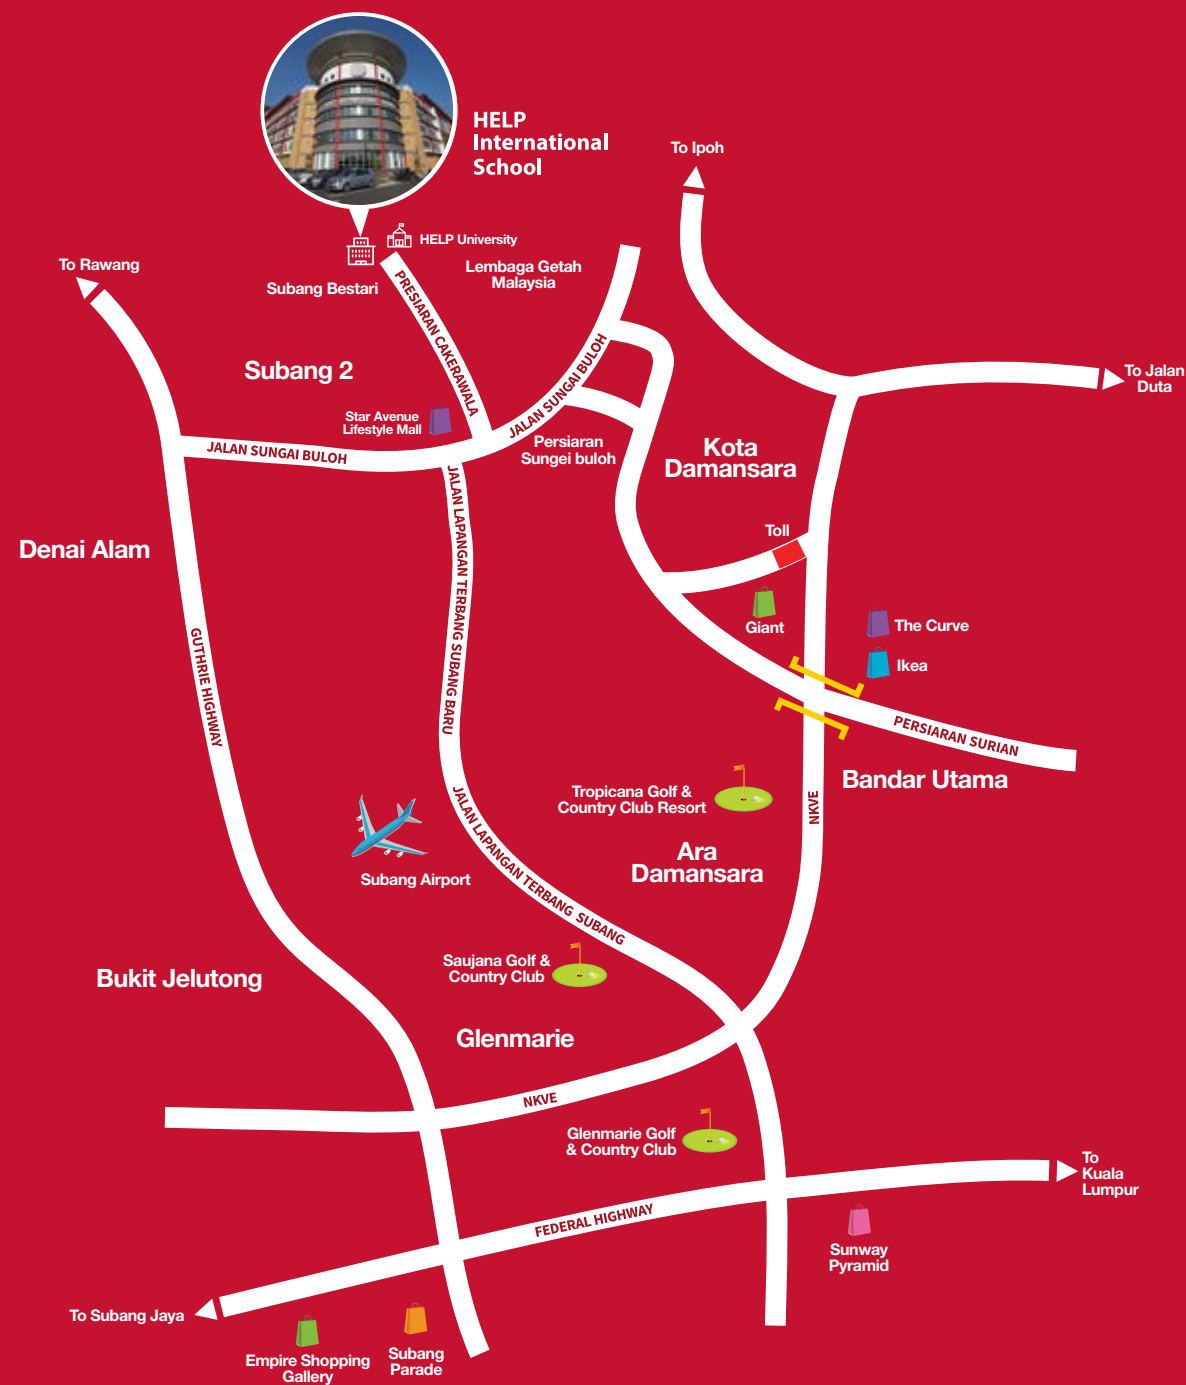 HELP
International
School
To Ipoh
HELP University
To Rawang
Lembaga Getah
Malaysia
Subang Bestari
PRESIARAN CAKERAWALA
JALAN SUNGAI BULOH
Subang 2
To Jalan
Duta
Star Avenue
Lifestyle Mall
JALAN SUNGAI BULOH
Persiaran
Sungei buloh
Kota
Damansara
JALAN LAPANGAN TERBANG SUBANG BARU
Toll
Denai Alam
Giant
The Curve
Ikea
GUTHRIE HIGHWAY
PERSIARAN SURIAN
Bandar Utama
Tropicana Golf &
Country Club Resort
NKVE
JALAN LAPANGAN TERBANG SUBANG
Ara
Damansara
Subang Airport
Saujana Golf &
Country Club
Bukit Jelutong
Glenmarie
NKVE
Glenmarie Golf
& Country Club
To
Kuala
Lumpur
FEDERAL HIGHWAY
Sunway
Pyramid
To Subang Jaya
Empire Shopping
Gallery
Subang
Parade